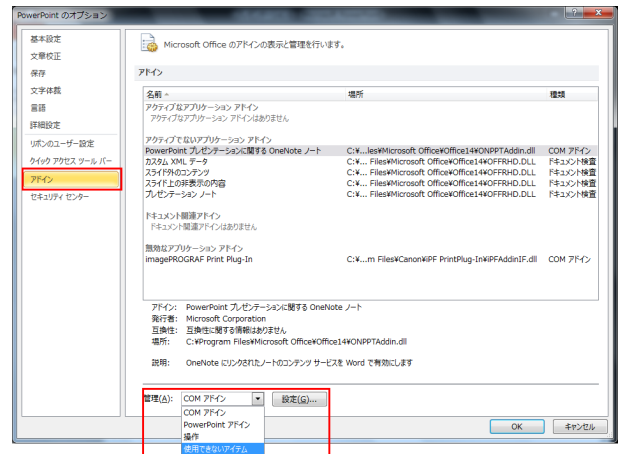 PowerPoint のオプション
基本設定
文章校正
保存
文字体裁
言語
詳細設定
リボンのユーザー設定
クイック アクセス ツール バー
アドイン
セキュリティ センター
Microsoft Office のアドインの表示と管理を行います。
アドイン
名前 場所 種類
アクティブなアプリケーション アドイン
アクティブなアプリケーション アドインはありません
アクティブでないアプリケーション アドイン
PowerPoint プレゼンテーションに関する OneNote ノート C:¥...les¥Microsoft Office¥Office14¥ONPPTAddin.dll COM アドイン
カスタム XML データ C:¥... Files¥Microsoft Office¥Office14¥OFFRHD.DLL ドキュメント検査
スライド外のコンテンツ C:¥... Files¥Microsoft Office¥Office14¥OFFRHD.DLL ドキュメント検査
スライド上の非表示の内容 C:¥... Files¥Microsoft Office¥Office14¥OFFRHD.DLL ドキュメント検査
プレゼンテーション ノート C:¥... Files¥Microsoft Office¥Office14¥OFFRHD.DLL ドキュメント検査
ドキュメント関連アドイン
ドキュメント関連アドインはありません
無効なアプリケーション アドイン
imagePROGRAF Print Plug-In C:¥...m Files¥Canon¥iPF PrintPlug-In¥iPFAddinIF.dll COM アドイン
アドイン: PowerPoint プレゼンテーションに関する OneNote ノート
発行者: Microsoft Corporation
互換性: 互換性に関する情報はありません
場所: C:¥Program Files¥Microsoft Office¥Office14¥ONPPTAddin.dll
説明: OneNote にリンクされたノートのコンテンツ サービスを Word で有効にします
管理(A): COM アドイン 設定(G)...
COM アドイン
PowerPoint アドイン
操作
使用できないアイテム
OK キャンセル